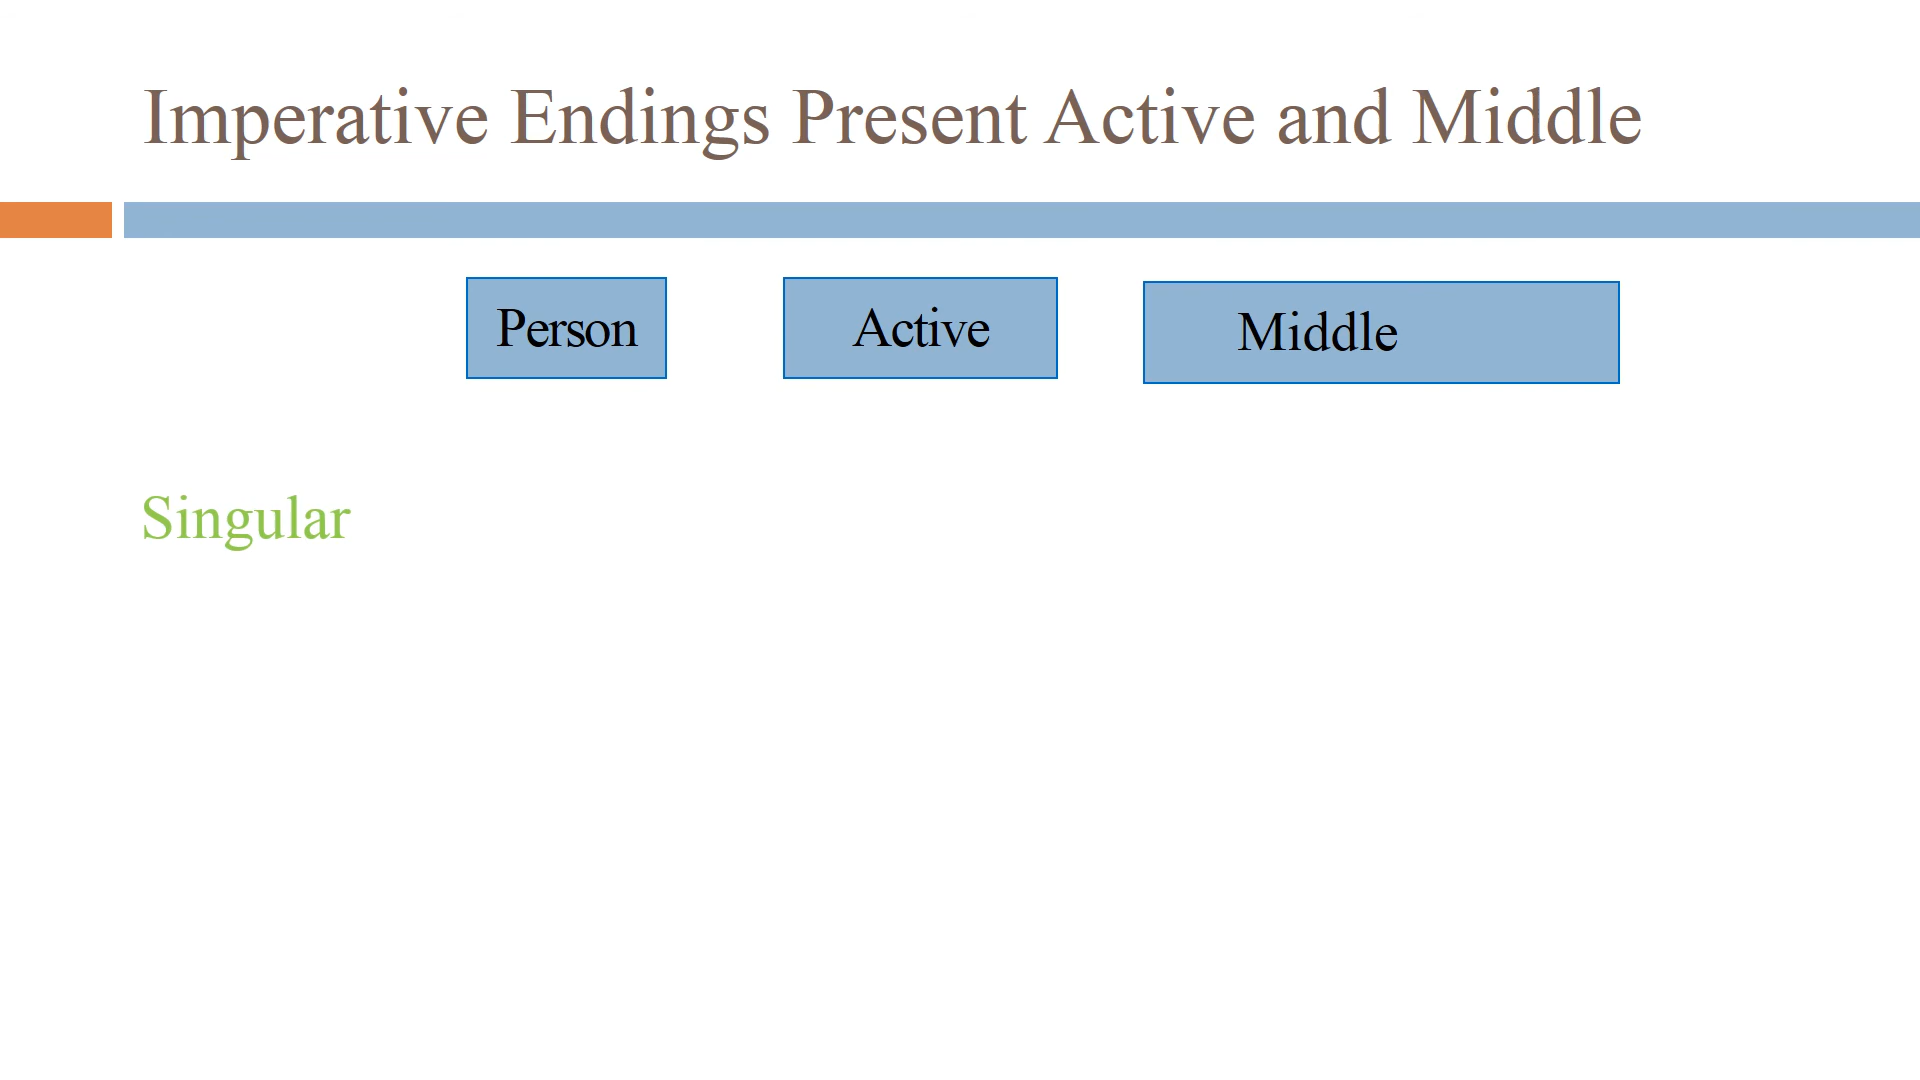 Imperative Endings Present Active and Middle
Person Active Middle
Singular